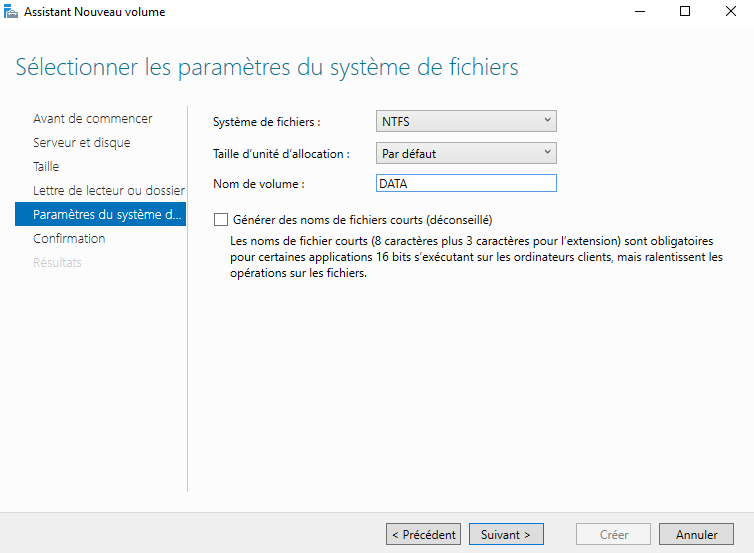 Assistant Nouveau volume
Sélectionner les paramètres du système de fichiers
Avant de commencer
Serveur et disque
Taille
Lettre de lecteur ou dossier
Paramètres du système d...
Confirmation
Résultats
Système de fichiers :
NTFS
Taille d'unité d'allocation :
Par défaut
Nom de volume :
DATA
Générer des noms de fichiers courts (déconseillé)
Les noms de fichier courts (8 caractères plus 3 caractères pour l'extension) sont obligatoires
pour certaines applications 16 bits s'exécutant sur les ordinateurs clients, mais ralentissent les
opérations sur les fichiers.
< Précédent
Suivant >
Créer
Annuler